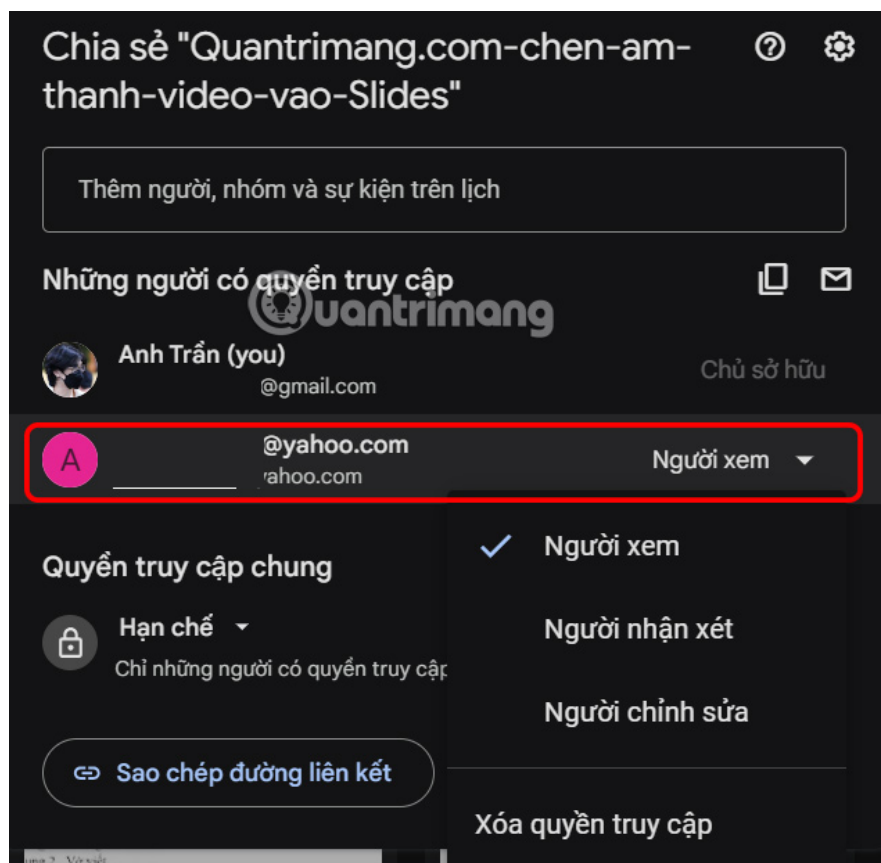 Chia sẻ "Quantrimang.com-chen-am-
thanh-video-vao-Slides"
Thêm người, nhóm và sự kiện trên lịch
Những người có quyền truy cập
Quantrimang
Anh Trần (you)
@gmail.com
Chủ sở hữu
A
@yahoo.com
yahoo.com
Người xem
Người xem
Người nhận xét
Người chỉnh sửa
Xóa quyền truy cập
Quyền truy cập chung
Hạn chế
Chỉ những người có quyền truy cập
Sao chép đường liên kết